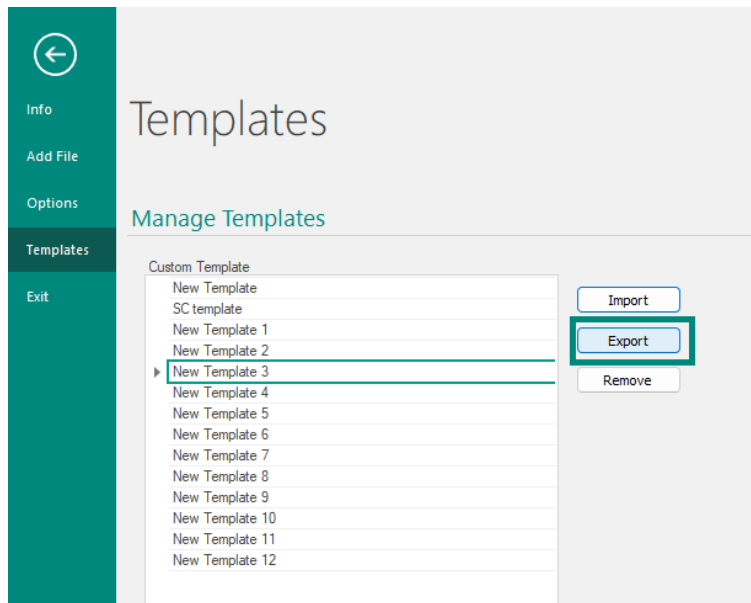 Info
Add File
Options
Templates
Exit
Templates
Manage Templates
Custom Template
New Template
SC template
New Template 1
New Template 2
New Template 3
New Template 4
New Template 5
New Template 6
New Template 7
New Template 8
New Template 9
New Template 10
New Template 11
New Template 12
Import
Export
Remove